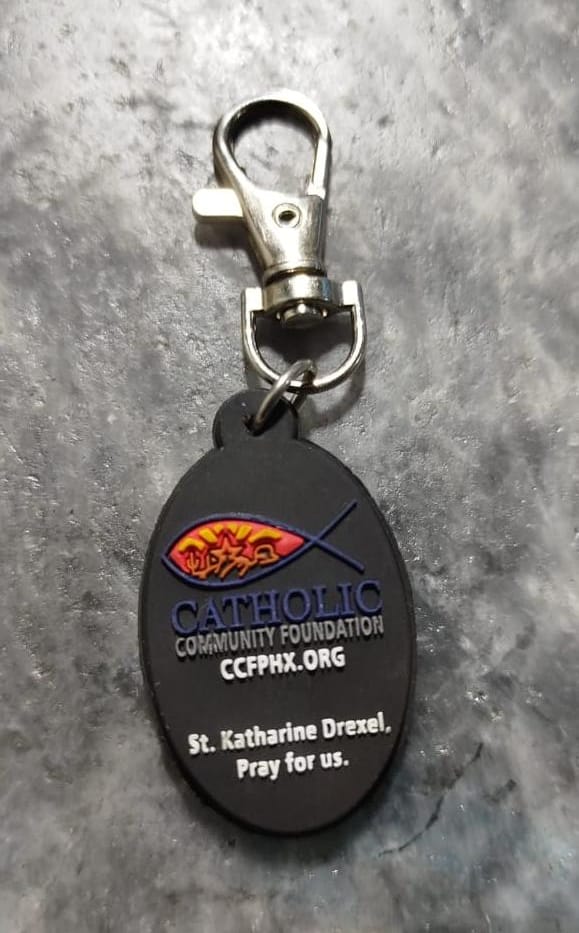 CATHOLIC
COMMUNITY FOUNDATION
CCFPHX.ORG
St. Katharine Drexel,
Pray for us.